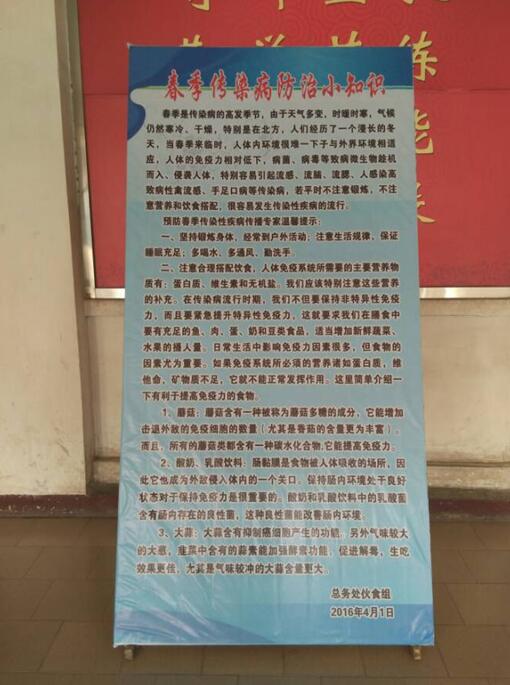 春季传染病防治小知识
春季是传染病的高发季节，由于天气多变，时暖时寒，气候
仍然寒冷、干燥，特别是在北方，人们经历了一个漫长的冬
天，当春季来临时，人体内环境很难一下子与外界环境相适
应，人体的免疫力相对低下，病菌、病毒等致病微生物趁机
而入、侵袭人体，特别容易引起流感、流脑、流腮、人感染高
致病性禽流感、手足口病等传染病，若平时不注意锻炼，不注
意营养和饮食搭配，很容易发生传染性疾病的流行。
预防春季传染性疾病传播专家温馨提示：
一、坚持锻炼身体，经常到户外活动；注意生活规律，保证
睡眠充足；多喝水、多通风、勤洗手。
二、注意合理搭配饮食，人体免疫系统所需要的主要营养物
质有：蛋白质、维生素和无机盐。我们应该特别注意这些营养
的补充。在传染病流行时期，我们不但要保持非特异性免疫
力，而且要紧急提升特异性免疫力，这就要求我们在膳食中
要有充足的鱼、肉、蛋、奶和豆类食品，适当增加新鲜蔬菜、
水果的摄人量。日常生活中影响免疫力因素很多，但食物的
因素尤为重要。如果免疫系统所必须的营养诸如蛋白质，维
他命，矿物质不足，它就不能正常发挥作用。这里简单介绍一
下有利于提高免疫力的食物。
1、蘑菇：蘑菇含有一种被称为蘑菇多糖的成分，它能增加
击退外敌的免疫细胞的数量（尤其是香菇的含量更为丰富）。
而且，所有的蘑菇类都含有一种碳水化合物，它能提高免疫力。
2、酸奶、乳酸饮料：肠黏膜是食物被人体吸收的场所，因
此它也成为外敌侵入体内的一个关口。保持肠内环境处于良好
状态对于保持免疫力是很重要的。酸奶和乳酸饮料中的乳酸菌
含有肠内存在的良性菌，这种良性菌能改善肠内环境。
3、大蒜：大蒜含有抑制癌细胞产生的功能。另外气味较大
的大葱，韭菜中含有的蒜素能加强酵素功能，促进解毒，生吃
效果更佳，尤其是气味较冲的大蒜含量更大。
总务处伙食组
2016年4月1日